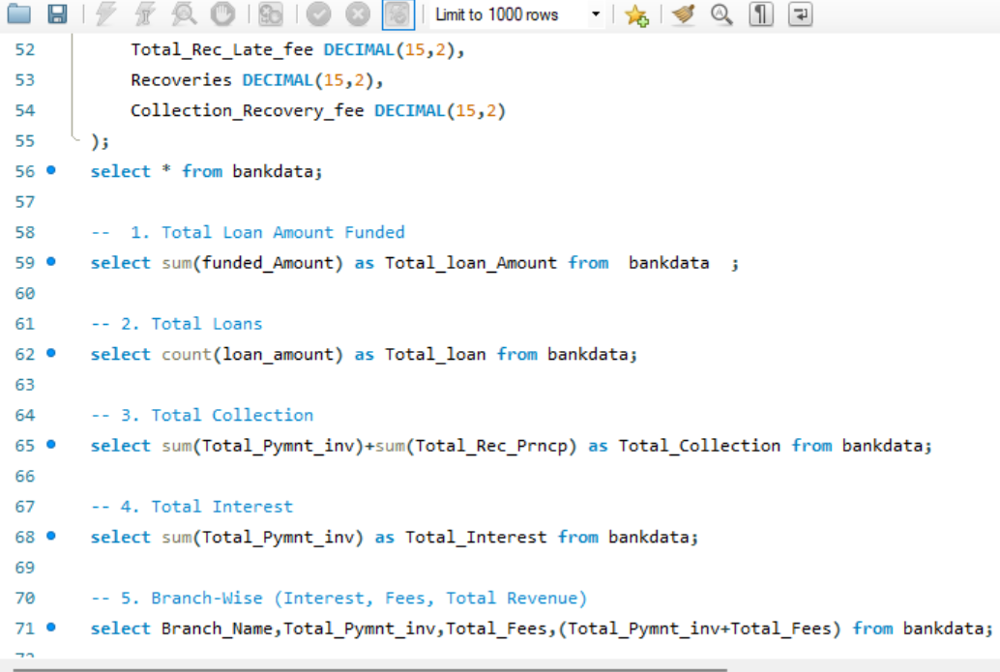 Limit to 1000 rows
52 Total_Rec_Late_fee DECIMAL(15,2),
53 Recoveries DECIMAL(15,2),
54 Collection_Recovery_fee DECIMAL(15,2)
55 );
56 select * from bankdata;
57
58 --  1. Total Loan Amount Funded
59 select sum(funded_Amount) as Total_loan_Amount from  bankdata  ;
60
61 -- 2. Total Loans
62 select count(loan_amount) as Total_loan from bankdata;
63
64 -- 3. Total Collection
65 select sum(Total_Pymnt_inv)+sum(Total_Rec_Prncp) as Total_Collection from bankdata;
66
67 -- 4. Total Interest
68 select sum(Total_Pymnt_inv) as Total_Interest from bankdata;
69
70 -- 5. Branch-Wise (Interest, Fees, Total Revenue)
71 select Branch_Name,Total_Pymnt_inv,Total_Fees,(Total_Pymnt_inv+Total_Fees) from bankdata;